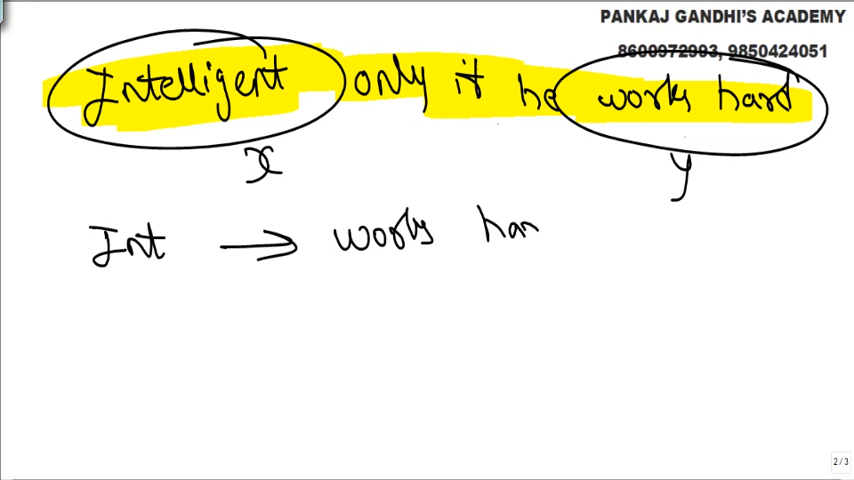 PANKAJ GANDHI'S ACADEMY
8600972993, 9850424051
Intelligent only if he works hard
x y
Int → works har
2/3